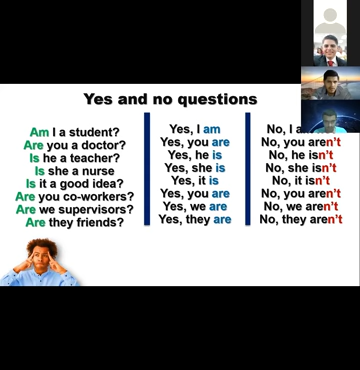 Yes and no questions
Am I a student?
Are you a doctor?
Is he a teacher?
Is she a nurse
Is it a good idea?
Are you co-workers?
Are we supervisors?
Are they friends?
Yes, I am
Yes, you are
Yes, he is
Yes, she is
Yes, it is
Yes, you are
Yes, we are
Yes, they are
No, I
No, you aren't
No, he isn't
No, she isn't
No, it isn't
No, you aren't
No, we aren't
No, they aren't